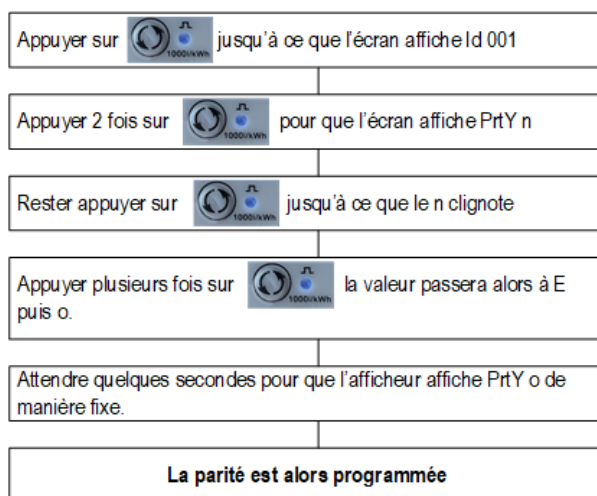 Appuyer sur 1000i/kWh jusqu'à ce que l'écran affiche Id 001
Appuyer 2 fois sur 1000i/kWh pour que l'écran affiche PrtY n
Rester appuyer sur 1000i/kWh jusqu'à ce que le n clignote
Appuyer plusieurs fois sur 1000i/kWh la valeur passera alors à E
puis o.
Attendre quelques secondes pour que l'afficheur affiche PrtY o de
manière fixe.
La parité est alors programmée